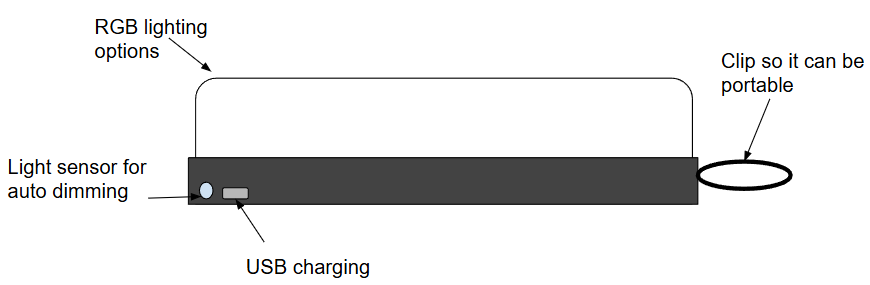 RGB lighting
options
Clip so it can be
portable
Light sensor for
auto dimming
USB charging